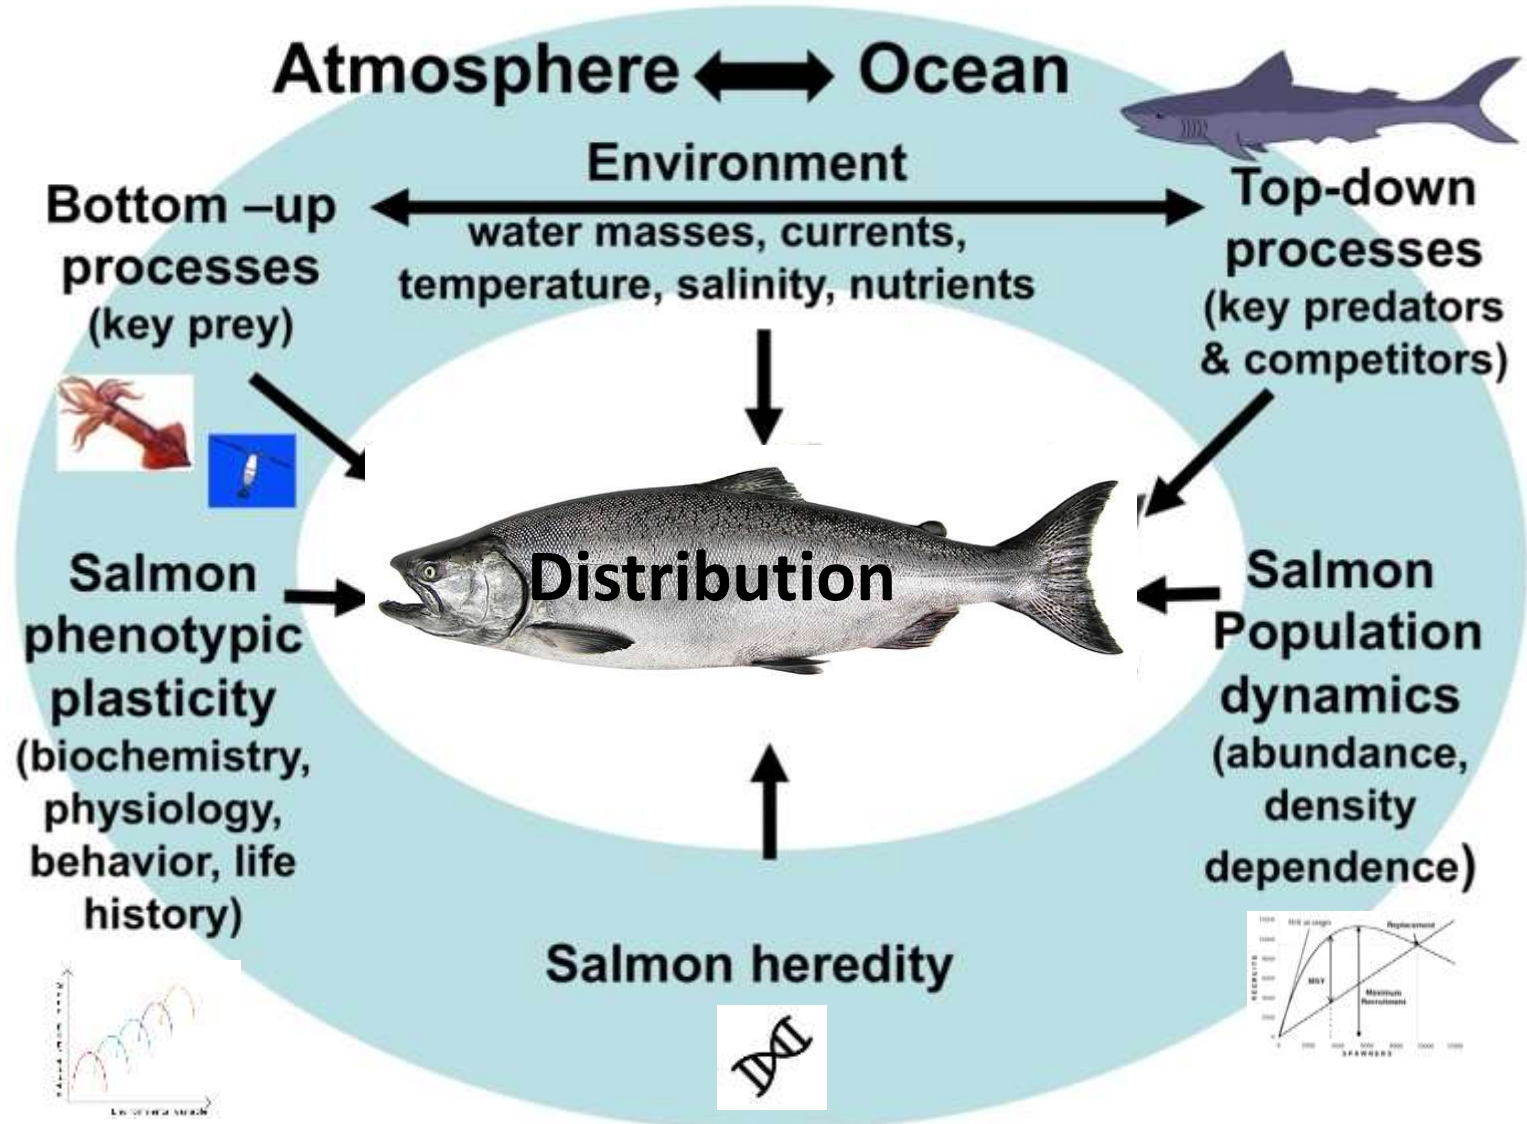 Atmosphere Ocean
Environment
water masses, currents,
temperature, salinity, nutrients
Bottom –up
processes
(key prey)
Top-down
processes
(key predators
& competitors)
Distribution
Salmon
phenotypic
plasticity
(biochemistry,
physiology,
behavior, life
history)
Salmon
Population
dynamics
(abundance,
density
dependence)
Salmon heredity
Replacement
MSY
Maximum
Recruitment
RECRUITS
SPAWNERS